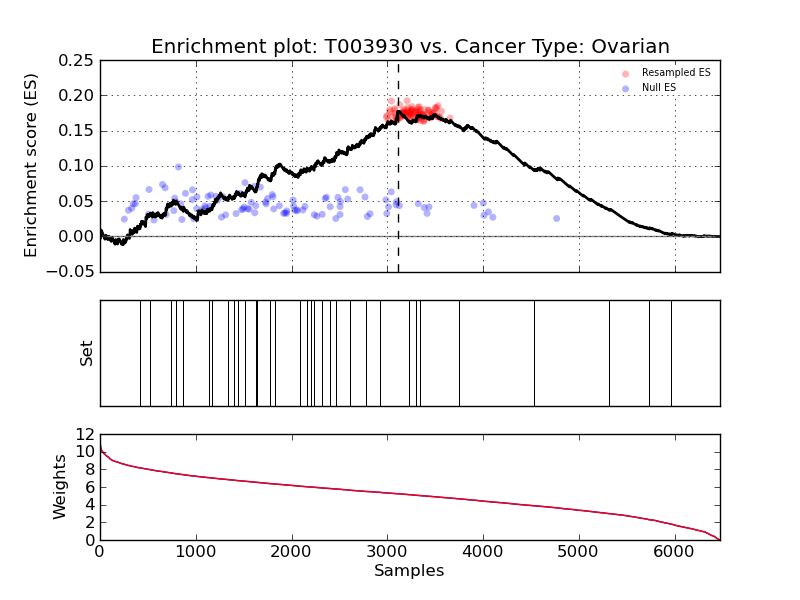 Enrichment plot: T003930 vs. Cancer Type: Ovarian
Enrichment score (ES)
0.25
0.20
0.15
0.10
0.05
0.00
−0.05
Resampled ES
Null ES
Set
Weights
12
10
8
6
4
2
0
0 1000 2000 3000 4000 5000 6000
Samples